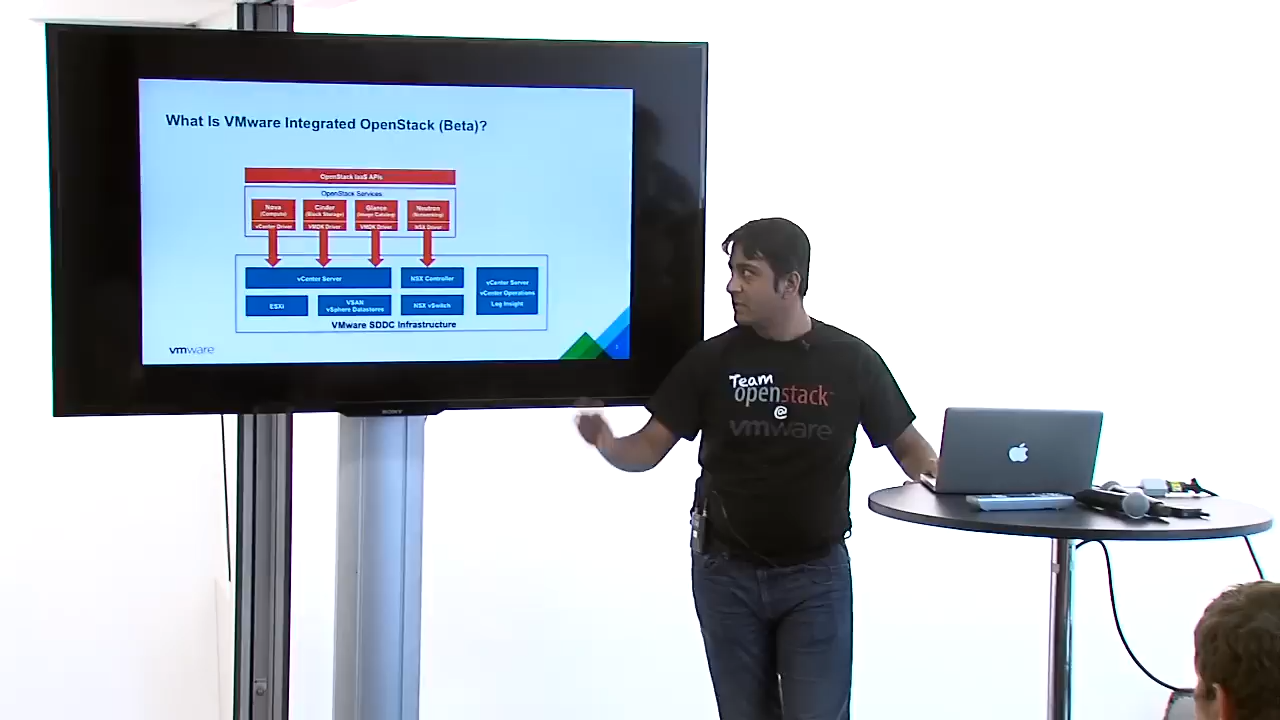 What Is VMware Integrated OpenStack (Beta)?
OpenStack IaaS APIs
OpenStack Services
Nova
(Compute)
vCenter Driver
Cinder
(Block Storage)
VMDK Driver
Glance
(Image Catalog)
VMDK Driver
Neutron
(Networking)
NSX Driver
vCenter Server
NSX Controller
ESXi
VSAN
vSphere Datastores
NSX vSwitch
vCenter Server
vCenter Operations
Log Insight
VMware SDDC Infrastructure
vmware
SONY
Team
openstack
@
vmware